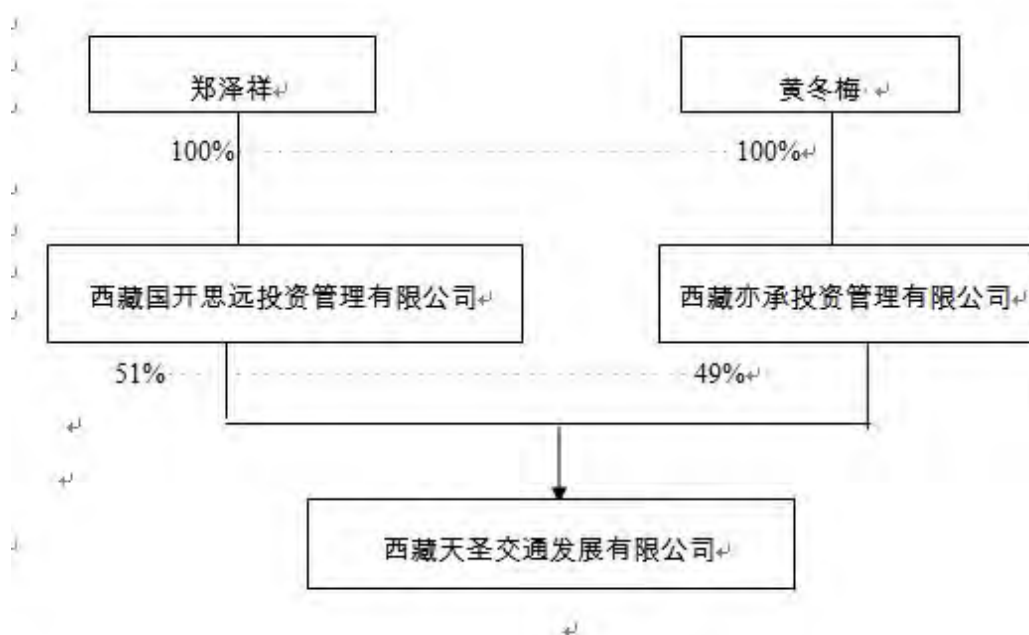 郑泽祥 黄冬梅
100% 100%
西藏国开思远投资管理有限公司 西藏亦承投资管理有限公司
51% 49%
西藏天圣交通发展有限公司